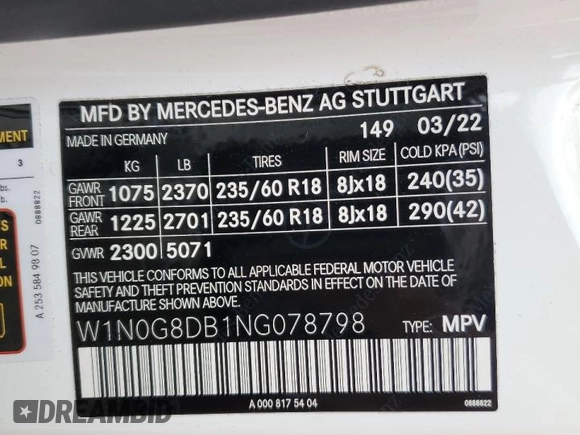 MFD BY MERCEDES-BENZ AG STUTTGART
MADE IN GERMANY 149 03/22
KG LB TIRES RIM SIZE COLD KPA (PSI)
GAWR FRONT 1075 2370 235/60 R18 8Jx18 240(35)
GAWR REAR 1225 2701 235/60 R18 8Jx18 290(42)
GVWR 2300 5071
THIS VEHICLE CONFORMS TO ALL APPLICABLE FEDERAL MOTOR VEHICLE
SAFETY AND THEFT PREVENTION STANDARDS IN EFFECT ON THE DATE
OF MANUFACTURE SHOWN ABOVE.
W1N0G8DB1NG078798 TYPE: MPV
A 000 817 54 04
0888622
3
0888822
A 253 584 98 07
DREAMBID